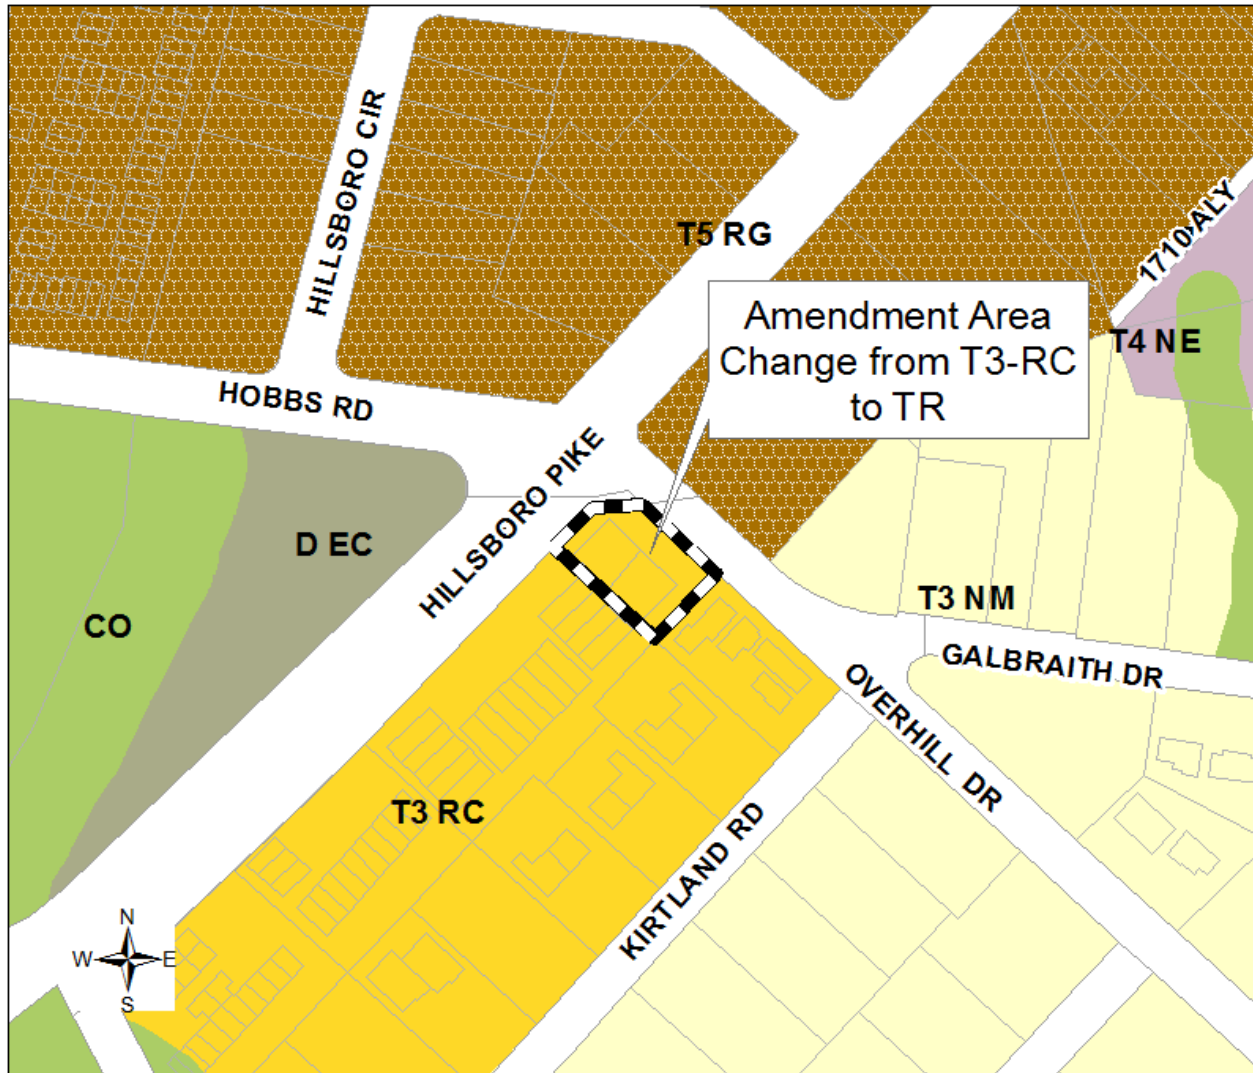 HILLSBORO CIR
T5 RG
1710 ALY
Amendment Area
Change from T3-RC
to TR
T4 NE
HOBBS RD
HILLSBORO PIKE
D EC
CO
T3 NM
GALBRAITH DR
OVERHILL DR
T3 RC
KIRTLAND RD
N
W E
S